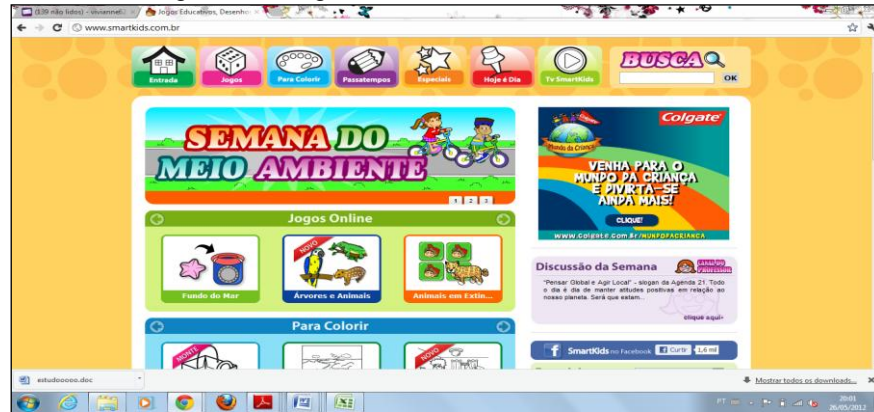 (139 não lidos) - viviannef...
Jogos Educativos, Desenho
www.smartkids.com.br
Entrada
Jogos
Para Colorir
Passatempos
Especiais
Hoje é Dia
Tv SmartKids
BUSCA
OK
SEMANA DO
MEIO AMBIENTE
1 2 3
Colgate
Mundo da Criança
VENHA PARA O
MUNDO DA CRIANÇA
E DIVIRTA-SE
AINDA MAIS!
CLIQUE!
www.Colgate.Com.Br/MUNDODACRIANCA
Jogos Online
NOVO
Fundo do Mar
Árvores e Animais
Animais em Extin...
Discussão da Semana
CANAL DO
PROFESSOR
"Pensar Global e Agir Local" - slogan da Agenda 21. Todo
o dia é dia de manter atitudes positivas em relação ao
nosso planeta. Será que estam...
clique aqui»
Para Colorir
MONTE
NOVO
SmartKids no Facebook
Curtir
1,6 mil
estudooooo.doc
Mostrar todos os downloads...
PT
20:01
26/05/2012